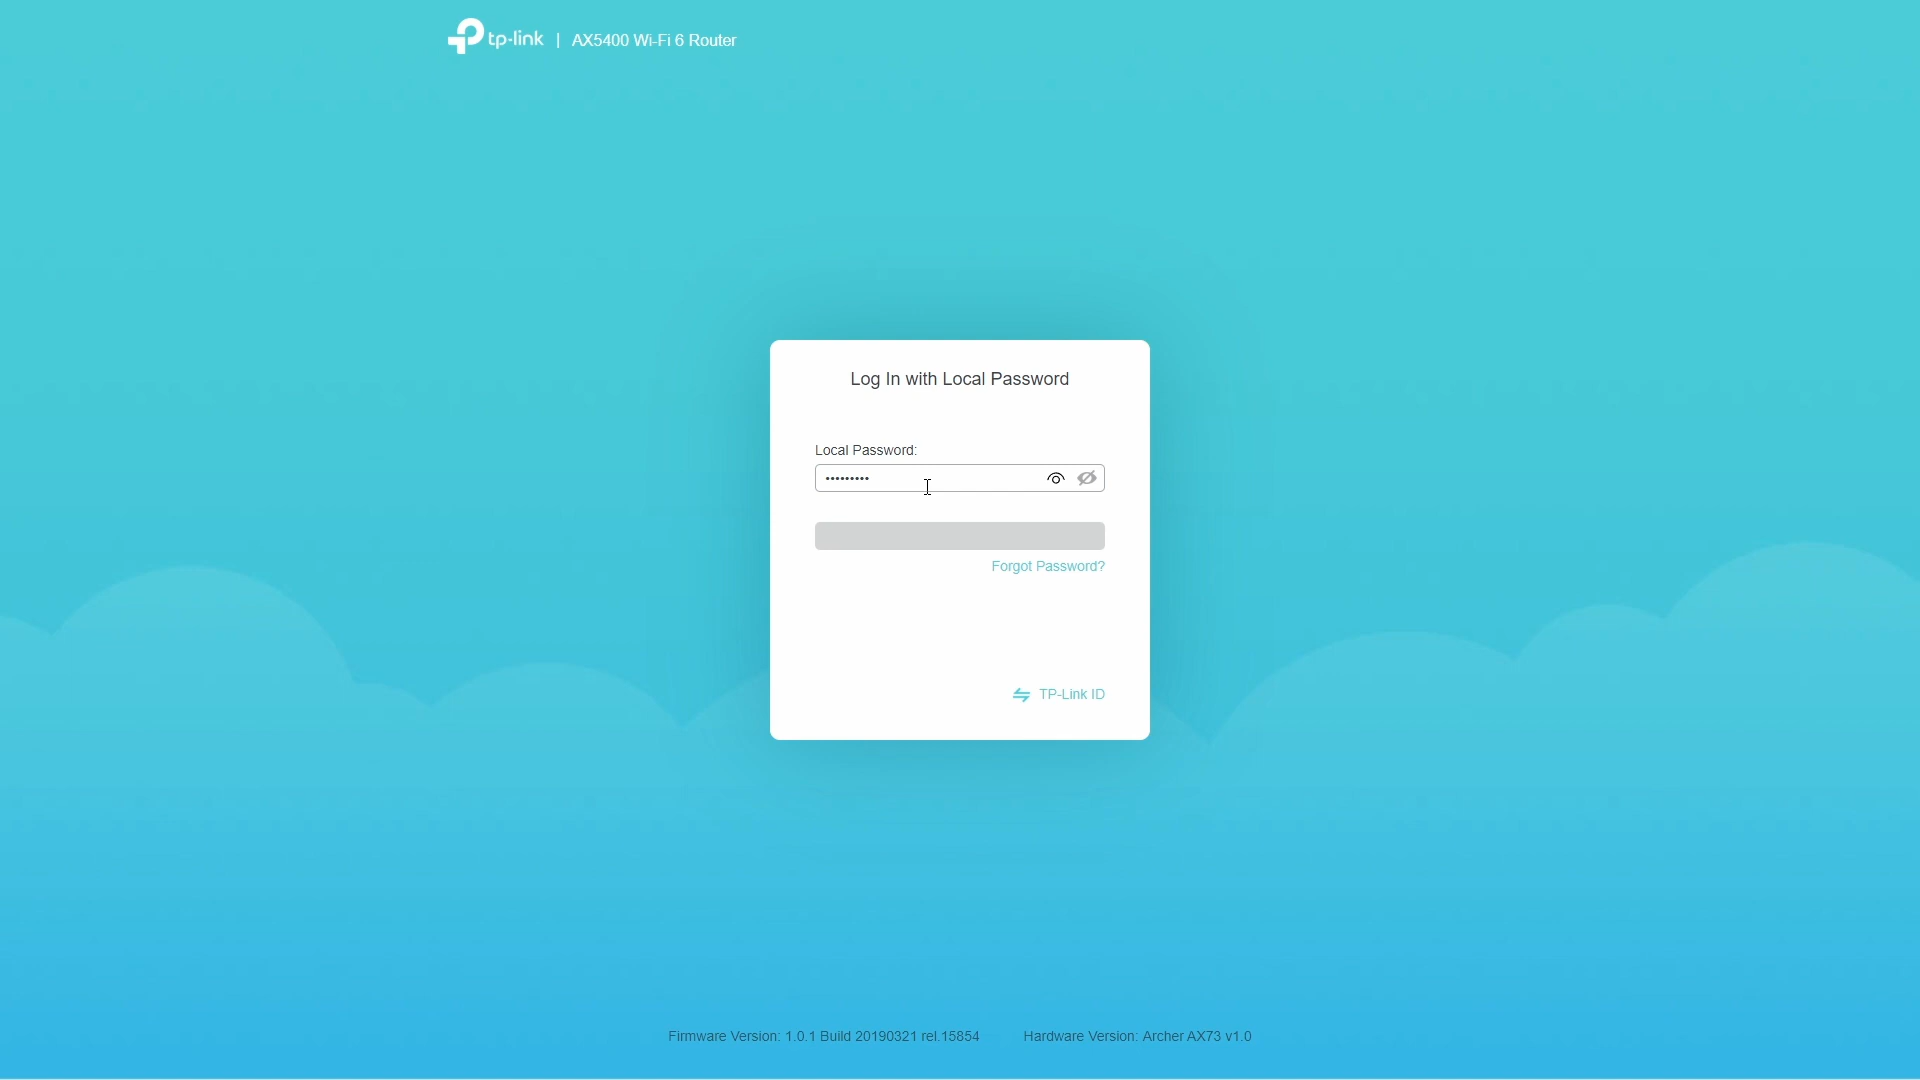 tp-link | AX5400 Wi-Fi 6 Router
Log In with Local Password
Local Password:
•••••••••
Forgot Password?
TP-Link ID
Firmware Version: 1.0.1 Build 20190321 rel.15854 Hardware Version: Archer AX73 v1.0